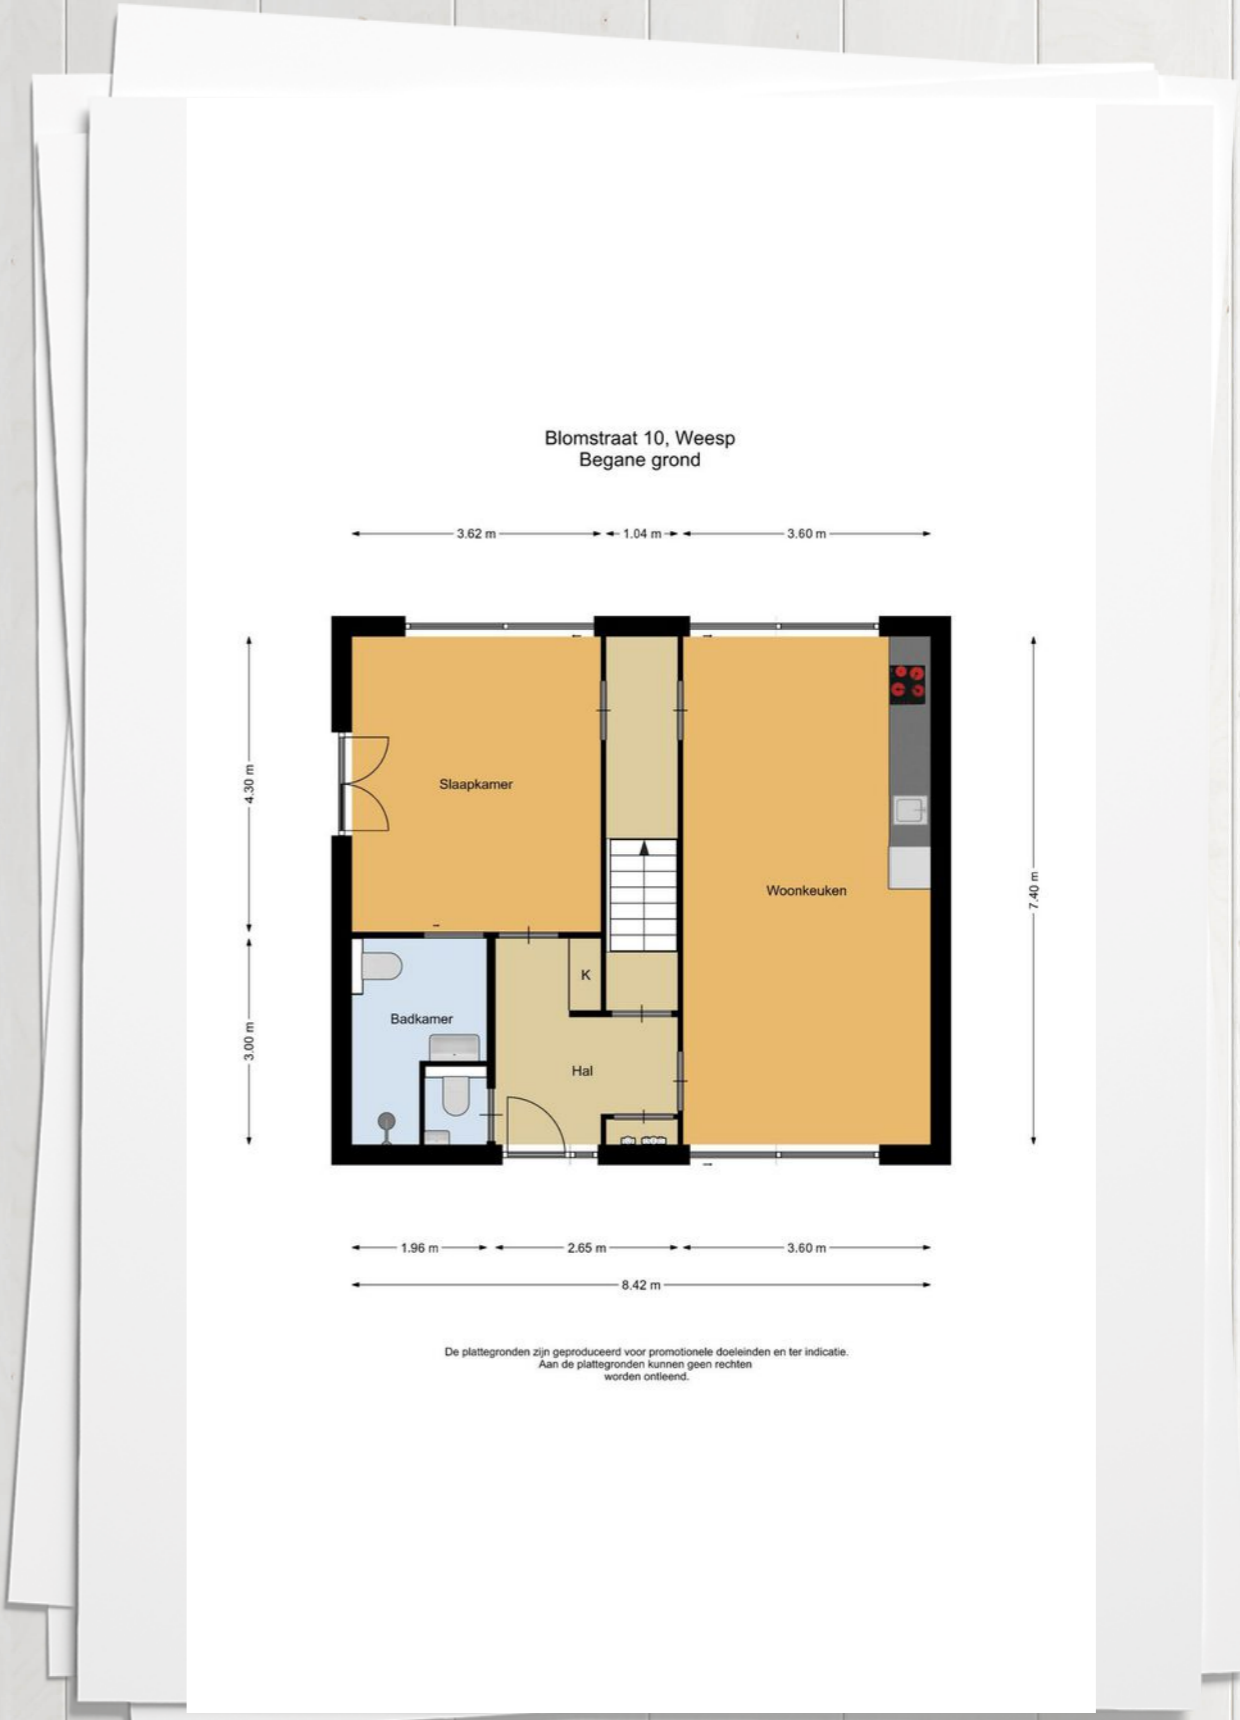 Blomstraat 10, Weesp
Begane grond
3.62 m
1.04 m
3.60 m
4.30 m
Slaapkamer
Woonkeuken
7.40 m
K
Badkamer
3.00 m
Hal
1.96 m
2.65 m
3.60 m
8.42 m
De plattegronden zijn geproduceerd voor promotionele doeleinden en ter indicatie.
Aan de plattegronden kunnen geen rechten
worden ontleend.